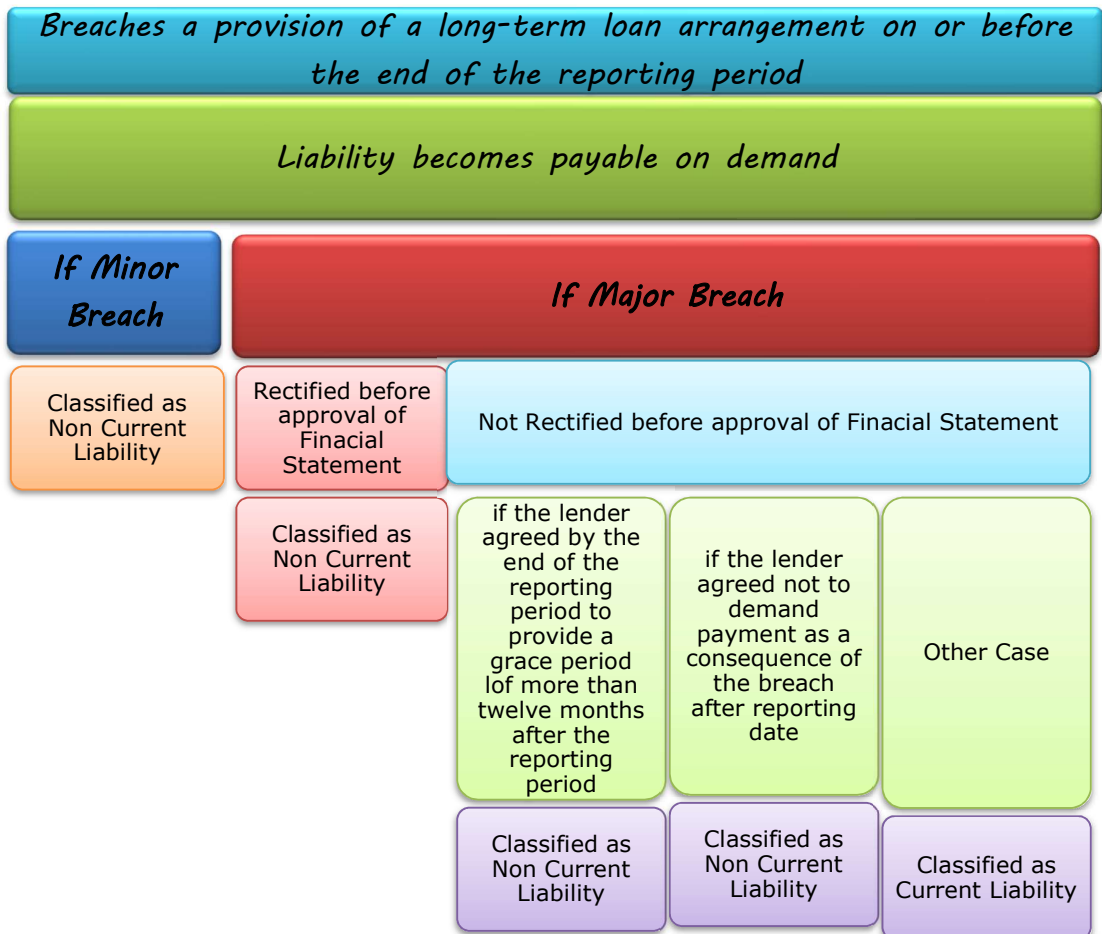 Breaches a provision of a long-term loan arrangement on or before
the end of the reporting period
Liability becomes payable on demand
If Minor
Breach
If Major Breach
Classified as
Non Current
Liability
Rectified before
approval of
Finacial
Statement
Not Rectified before approval of Finacial Statement
Classified as
Non Current
Liability
if the lender
agreed by the
end of the
reporting
period to
provide a
grace period
lof more than
twelve months
after the
reporting
period
if the lender
agreed not to
demand
payment as a
consequence of
the breach
after reporting
date
Other Case
Classified as
Non Current
Liability
Classified as
Non Current
Liability
Classified as
Current Liability